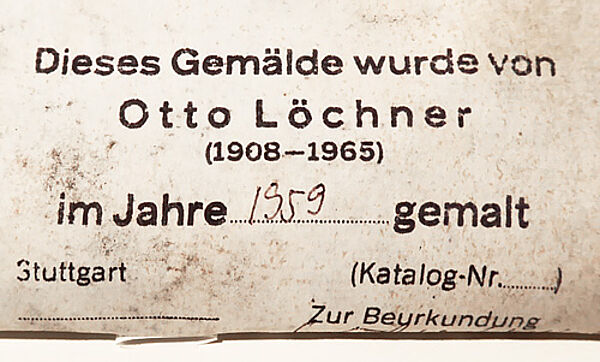 Dieses Gemälde wurde von
Otto Löchner
(1908–1965)
im Jahre 1959 gemalt
Stuttgart (Katalog-Nr.........)
Zur Beurkundung